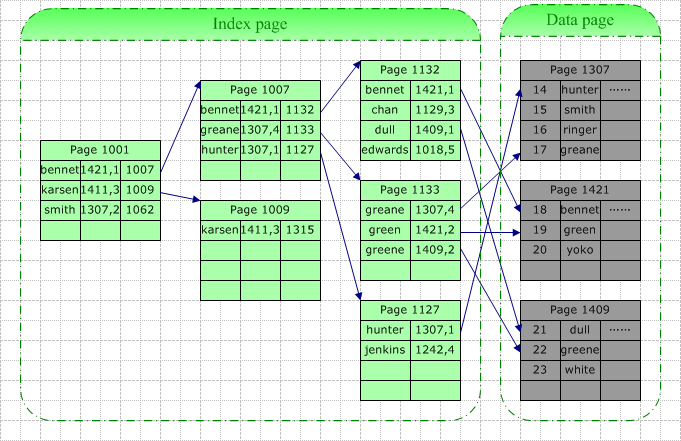 Index page
Data page
Page 1001
bennet 1421,1 1007
karsen 1411,3 1009
smith 1307,2 1062
Page 1007
bennet 1421,1 1132
greane 1307,4 1133
hunter 1307,1 1127
Page 1009
karsen 1411,3 1315
Page 1132
bennet 1421,1
chan 1129,3
dull 1409,1
edwards 1018,5
Page 1133
greane 1307,4
green 1421,2
greene 1409,2
Page 1127
hunter 1307,1
jenkins 1242,4
Page 1307
14 hunter ······
15 smith
16 ringer
17 greane
Page 1421
18 bennet ······
19 green
20 yoko
Page 1409
21 dull ······
22 greene
23 white